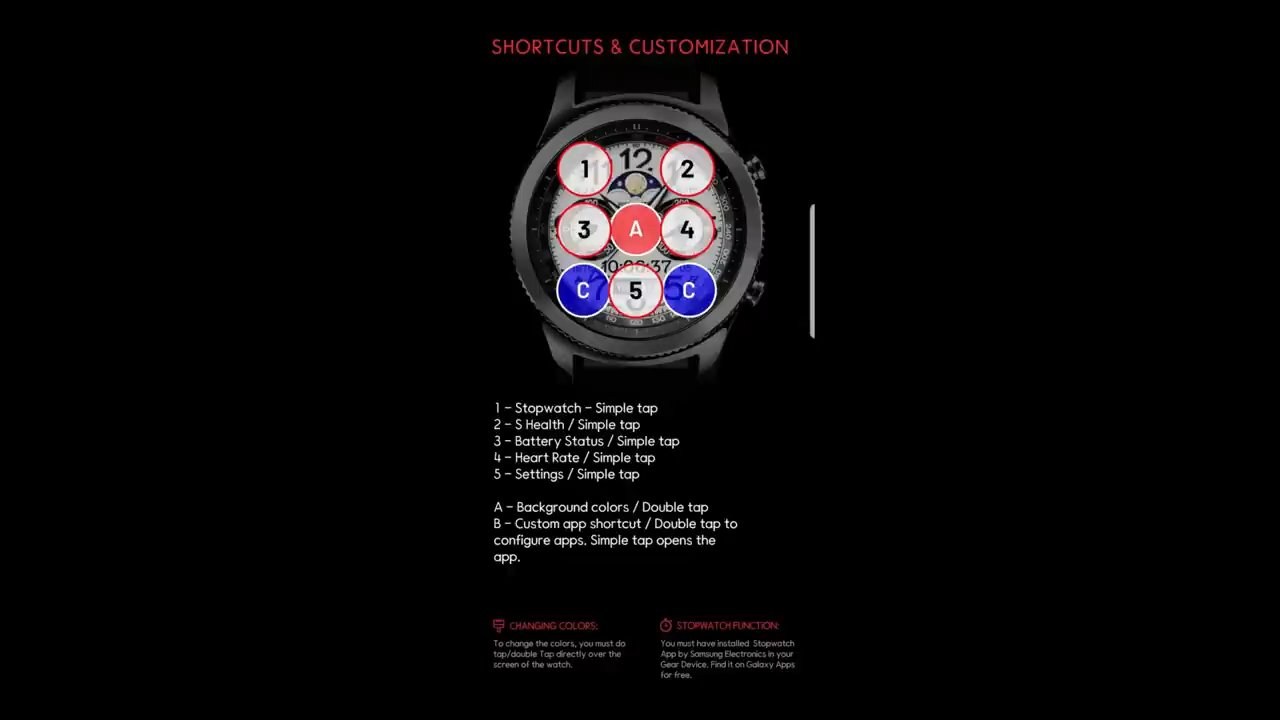 SHORTCUTS & CUSTOMIZATION
12
1
2
3
A
4
10:08:37
C
5
C
1 – Stopwatch – Simple tap
2 – S Health / Simple tap
3 – Battery Status / Simple tap
4 – Heart Rate / Simple tap
5 – Settings / Simple tap
A – Background colors / Double tap
B – Custom app shortcut / Double tap to
configure apps. Simple tap opens the
app.
CHANGING COLORS:
To change the colors, you must do
tap/double Tap directly over the
screen of the watch.
STOPWATCH FUNCTION:
You must have installed Stopwatch
App by Samsung Electronics in your
Gear Device. Find it on Galaxy Apps
for free.